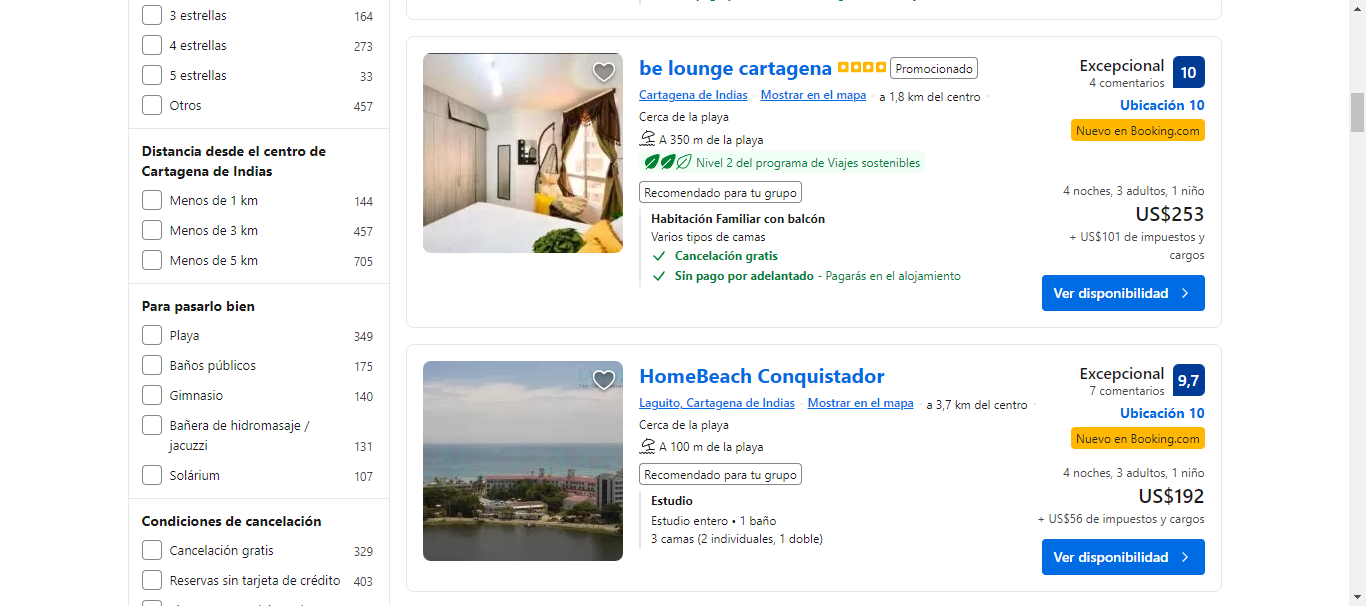 3 estrellas 164
4 estrellas 273
5 estrellas 33
Otros 457
Distancia desde el centro de
Cartagena de Indias
Menos de 1 km 144
Menos de 3 km 457
Menos de 5 km 705
Para pasarlo bien
Playa 349
Baños públicos 175
Gimnasio 140
Bañera de hidromasaje /
jacuzzi 131
Solárium 107
Condiciones de cancelación
Cancelación gratis 329
Reservas sin tarjeta de crédito 403
be lounge cartagena Promocionado
Cartagena de Indias Mostrar en el mapa a 1,8 km del centro
Cerca de la playa
A 350 m de la playa
Nivel 2 del programa de Viajes sostenibles
Recomendado para tu grupo
Habitación Familiar con balcón
Varios tipos de camas
Cancelación gratis
Sin pago por adelantado - Pagarás en el alojamiento
Excepcional 10
4 comentarios
Ubicación 10
Nuevo en Booking.com
4 noches, 3 adultos, 1 niño
US$253
+ US$101 de impuestos y
cargos
Ver disponibilidad
HomeBeach Conquistador
Laguito, Cartagena de Indias Mostrar en el mapa a 3,7 km del centro
Cerca de la playa
A 100 m de la playa
Recomendado para tu grupo
Estudio
Estudio entero • 1 baño
3 camas (2 individuales, 1 doble)
Excepcional 9,7
7 comentarios
Ubicación 10
Nuevo en Booking.com
4 noches, 3 adultos, 1 niño
US$192
+ US$56 de impuestos y cargos
Ver disponibilidad